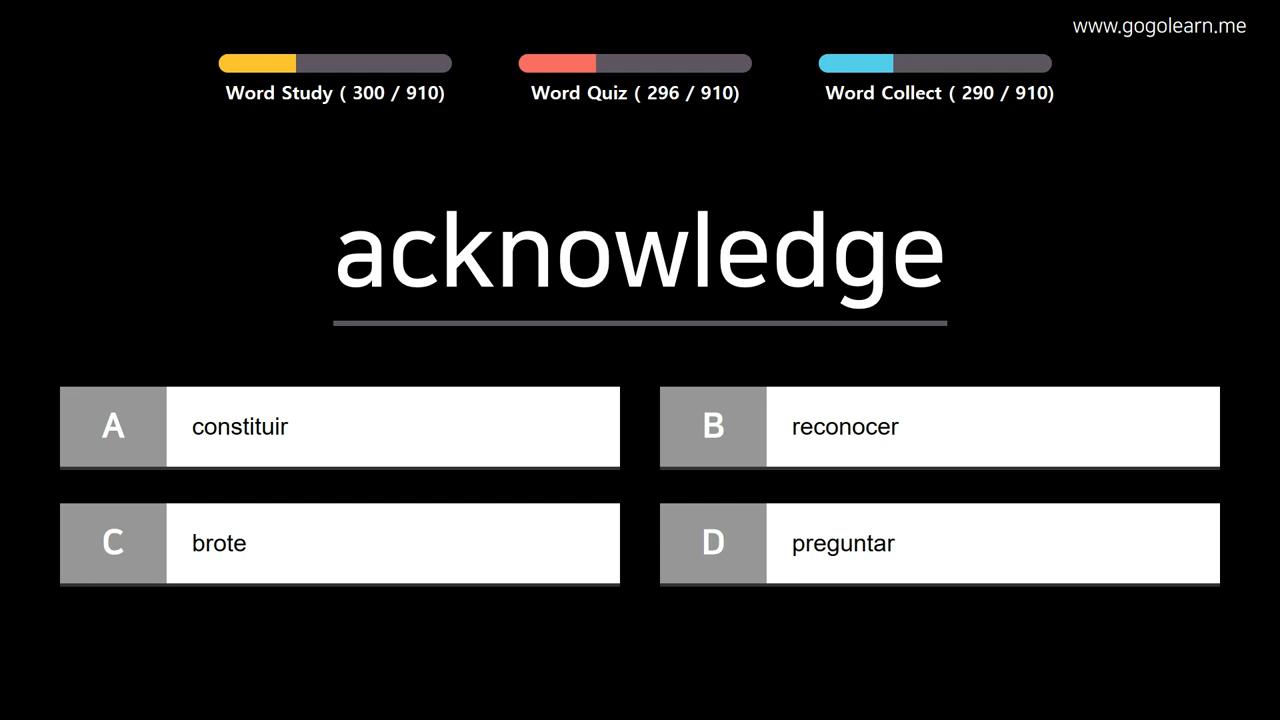 www.gogolearn.me
Word Study ( 300 / 910)
Word Quiz ( 296 / 910)
Word Collect ( 290 / 910)
acknowledge
A constituir
B reconocer
C brote
D preguntar